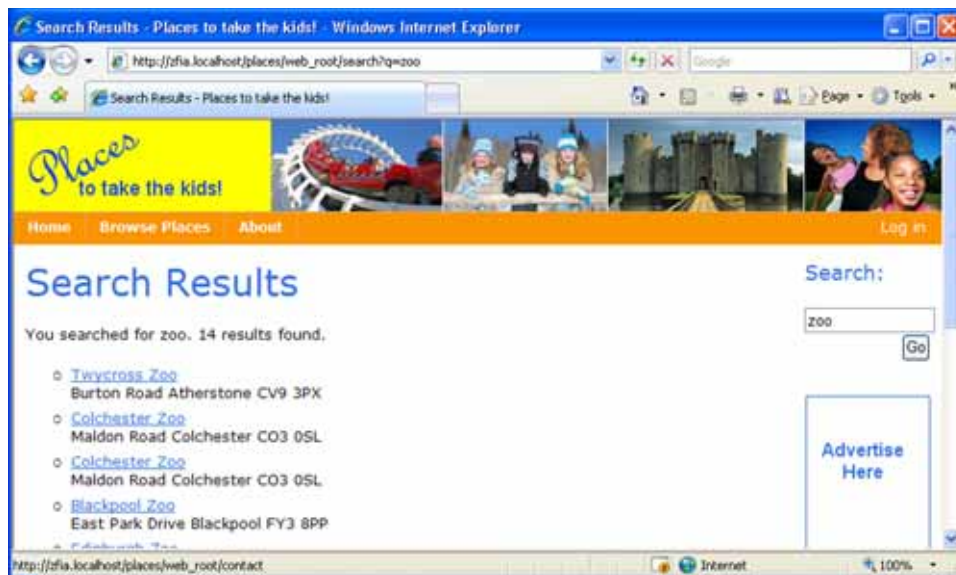 Search Results - Places to take the kids! - Windows Internet Explorer
http://zfia.localhost/places/web_root/search?q=zoo
Google
Search Results - Places to take the kids!
Page
Tools
Places
to take the kids!
Home Browse Places About Log in
Search Results
Search:
You searched for zoo. 14 results found.
zoo
Go
Twycross Zoo
Burton Road Atherstone CV9 3PX
Colchester Zoo
Maldon Road Colchester CO3 0SL
Colchester Zoo
Maldon Road Colchester CO3 0SL
Advertise
Here
Blackpool Zoo
East Park Drive Blackpool FY3 8PP
Edinburgh Zoo
http://zfia.localhost/places/web_root/contact
Internet
100%